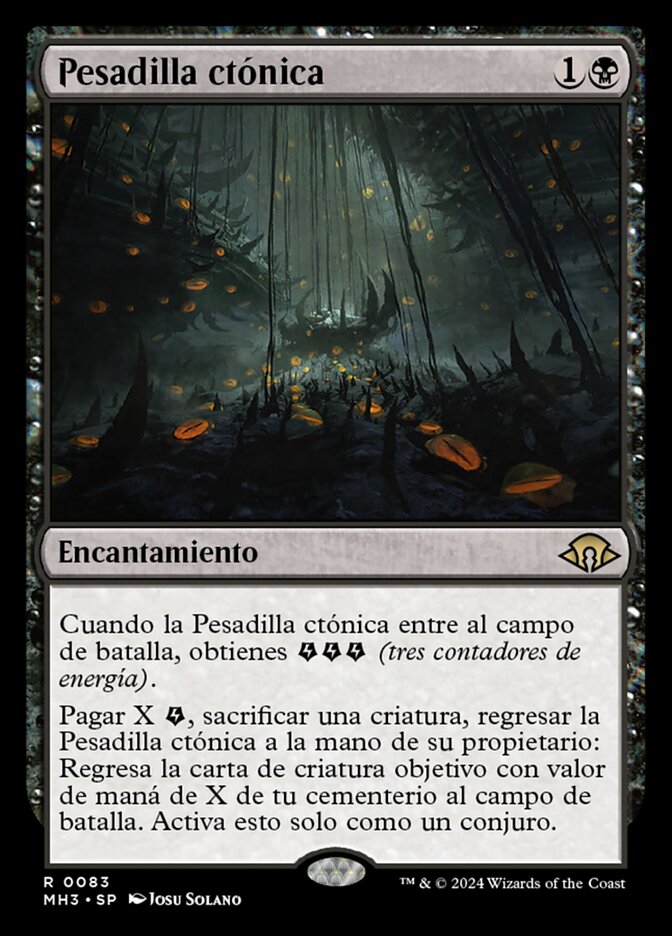 Pesadilla ctónica 1
Encantamiento
Cuando la Pesadilla ctónica entre al campo
de batalla, obtienes (tres contadores de
energía).
Pagar X , sacrificar una criatura, regresar la
Pesadilla ctónica a la mano de su propietario:
Regresa la carta de criatura objetivo con valor
de maná de X de tu cementerio al campo de
batalla. Activa esto solo como un conjuro.
R 0083
MH3 • SP Josu Solano
™ & © 2024 Wizards of the Coast